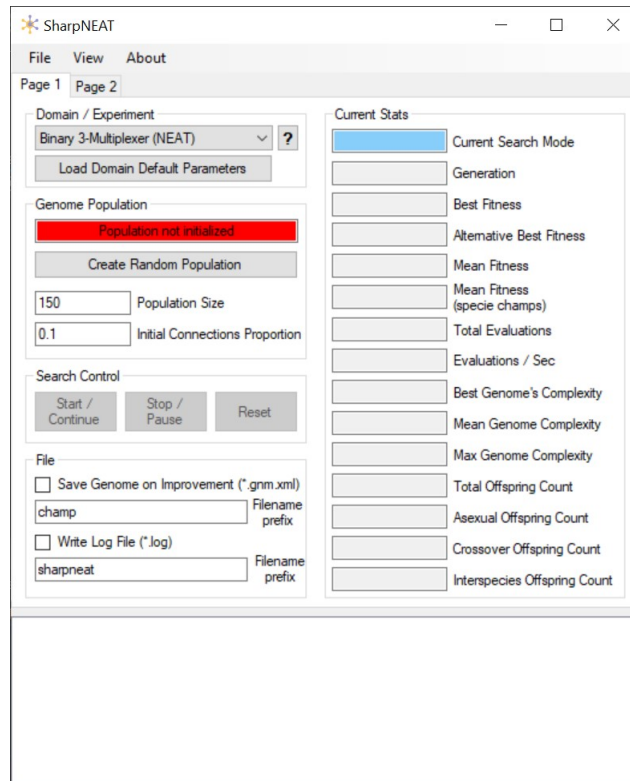 SharpNEAT
File View About
Page 1 Page 2
Domain / Experiment
Binary 3-Multiplexer (NEAT)
?
Load Domain Default Parameters
Genome Population
Population not initialized
Create Random Population
150 Population Size
0.1 Initial Connections Proportion
Search Control
Start /
Continue
Stop /
Pause
Reset
File
Save Genome on Improvement (*.gnm.xml)
champ
Filename
prefix
Write Log File (*.log)
sharpneat
Filename
prefix
Current Stats
Current Search Mode
Generation
Best Fitness
Alternative Best Fitness
Mean Fitness
Mean Fitness
(specie champs)
Total Evaluations
Evaluations / Sec
Best Genome's Complexity
Mean Genome Complexity
Max Genome Complexity
Total Offspring Count
Asexual Offspring Count
Crossover Offspring Count
Interspecies Offspring Count